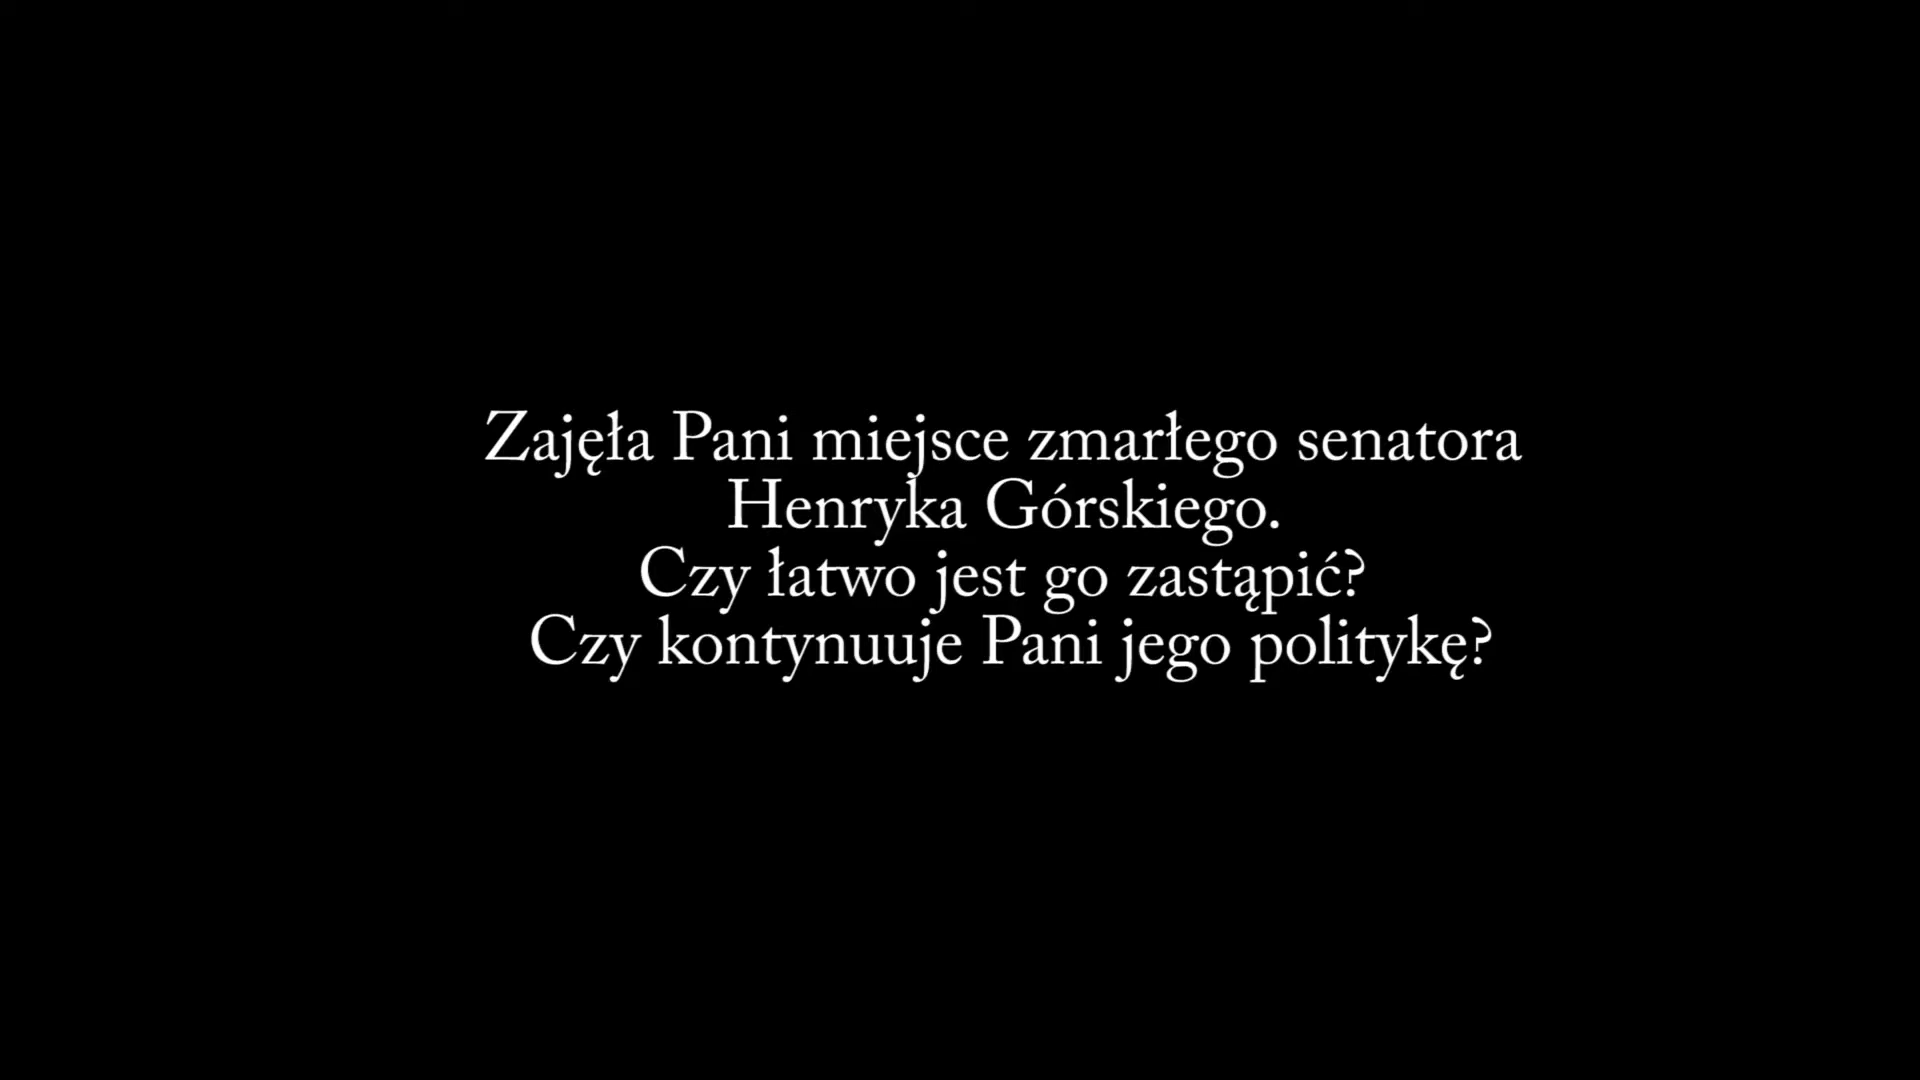 Zajęła Pani miejsce zmarłego senatora
Henryka Górskiego.
Czy łatwo jest go zastąpić?
Czy kontynuuje Pani jego politykę?